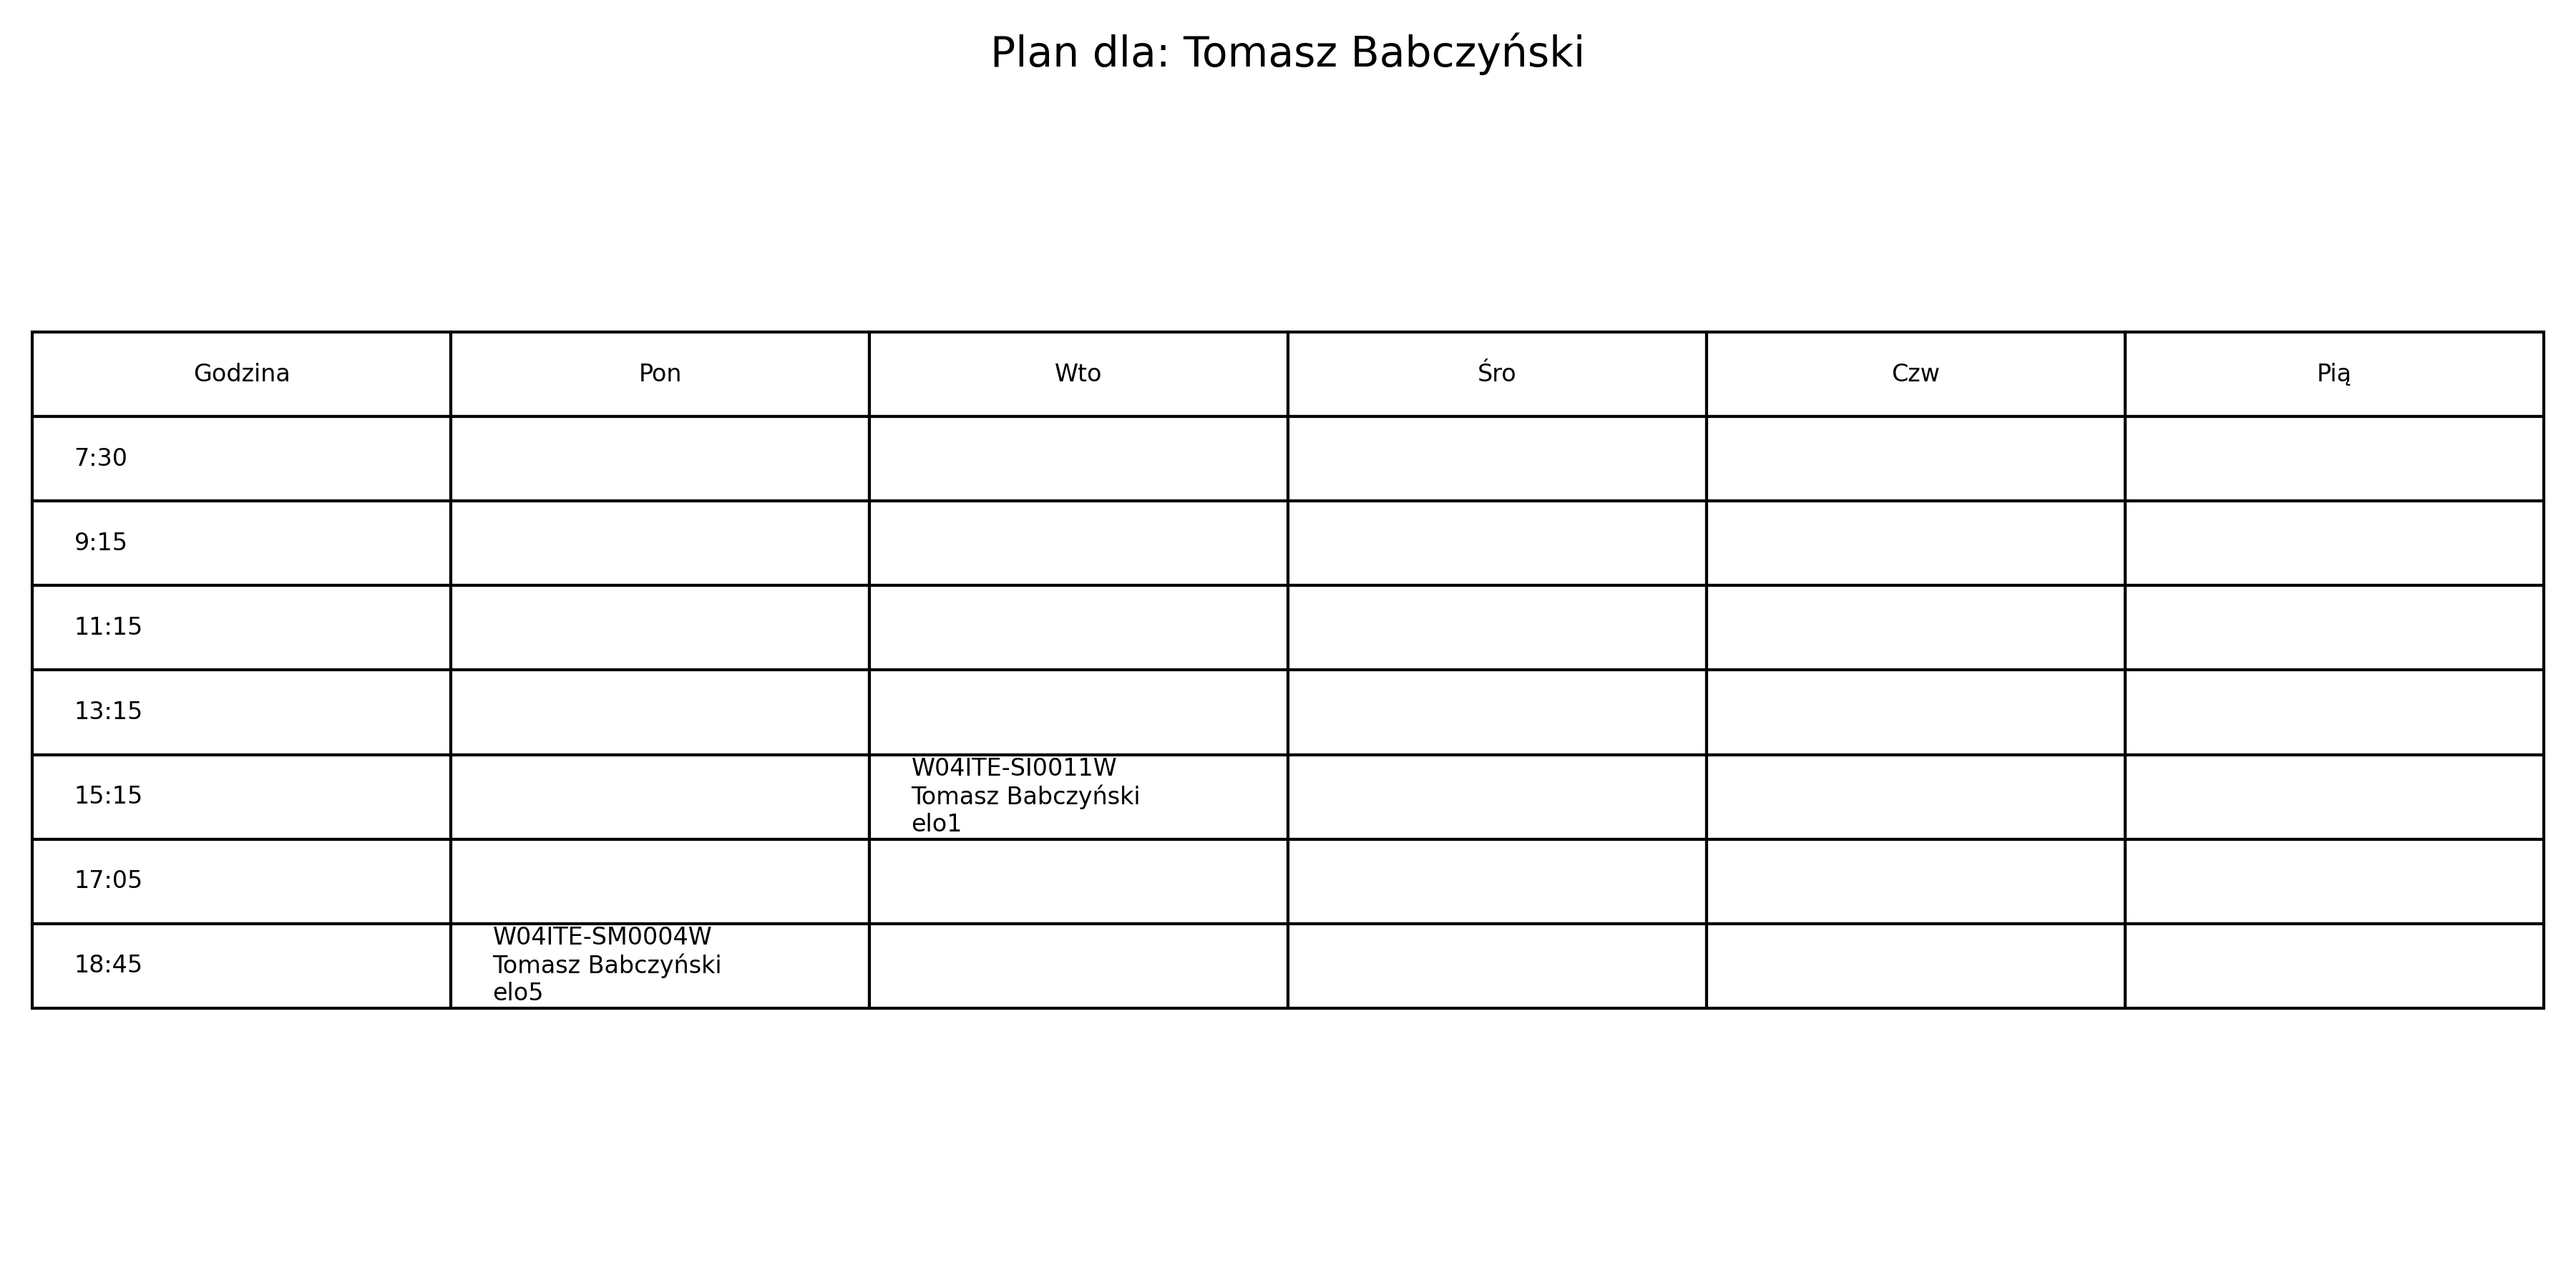 Plan dla: Tomasz Babczyński
Godzina Pon Wto Śro Czw Pią
7:30
9:15
11:15
13:15
15:15
W04ITE-SI0011W
Tomasz Babczyński
elo1
17:05
18:45
W04ITE-SM0004W
Tomasz Babczyński
elo5